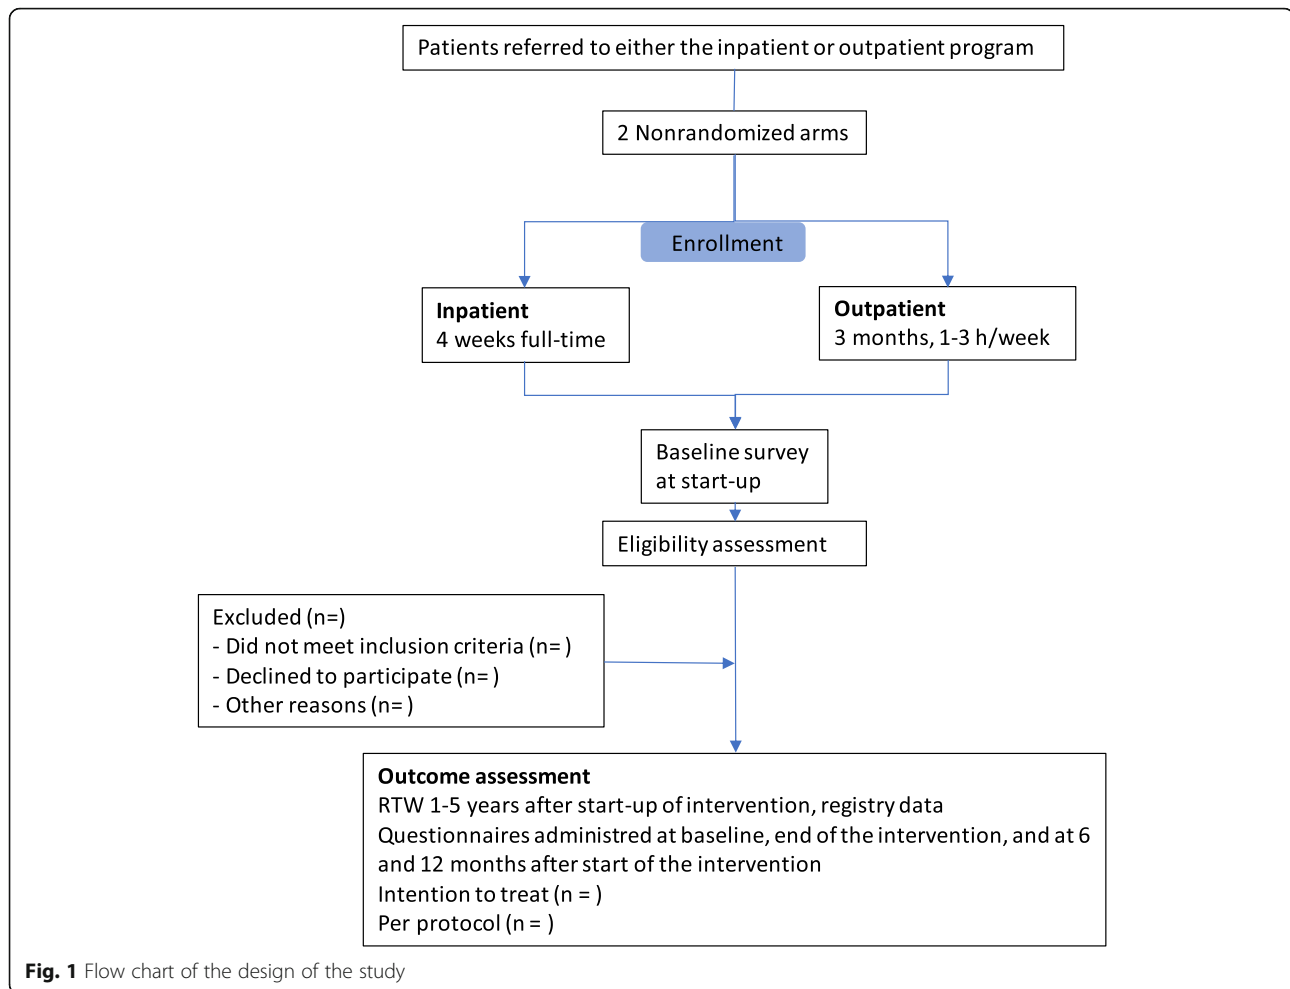 Patients referred to either the inpatient or outpatient program
2 Nonrandomized arms
Enrollment
Inpatient
4 weeks full-time
Outpatient
3 months, 1-3 h/week
Baseline survey
at start-up
Eligibility assessment
Excluded (n=)
- Did not meet inclusion criteria (n= )
- Declined to participate (n= )
- Other reasons (n= )
Outcome assessment
RTW 1-5 years after start-up of intervention, registry data
Questionnaires administred at baseline, end of the intervention, and at 6
and 12 months after start of the intervention
Intention to treat (n = )
Per protocol (n = )
Fig. 1 Flow chart of the design of the study